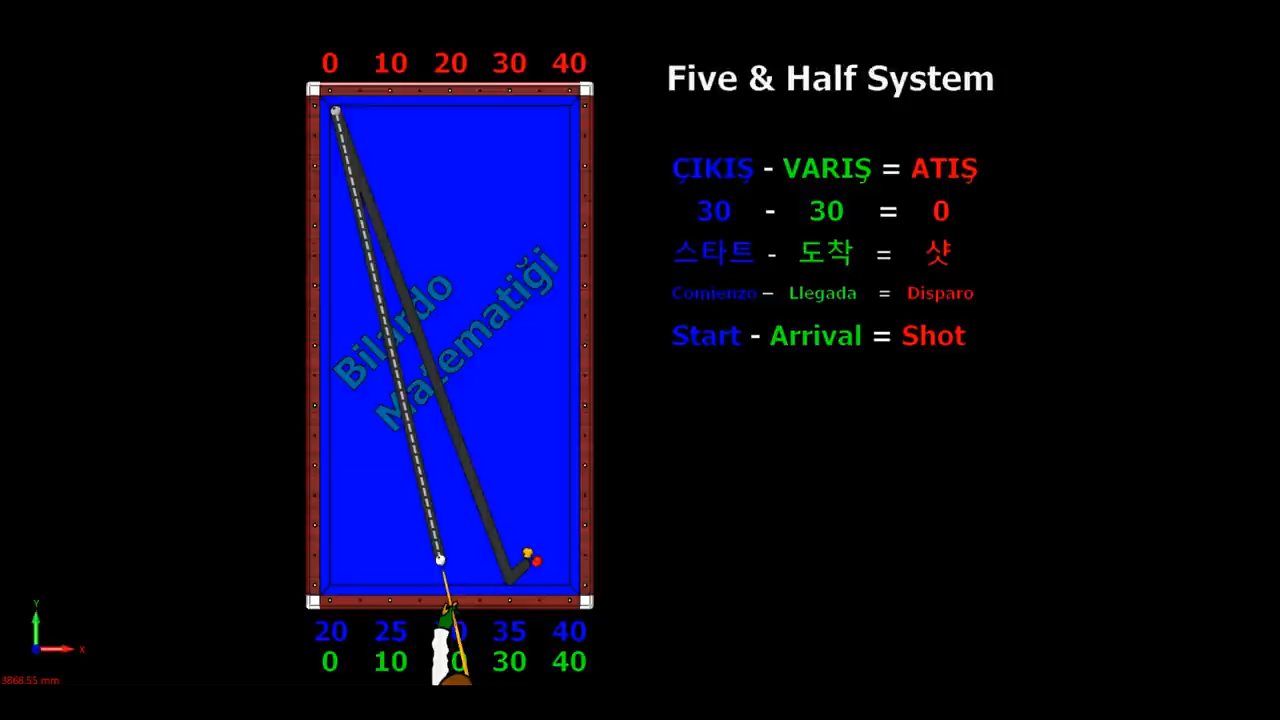 0 10 20 30 40
Five & Half System
ÇIKIŞ - VARIŞ = ATIŞ
30 - 30 = 0
스타트 - 도착 = 샷
Comienzo – Llegada = Disparo
Start - Arrival = Shot
Bilardo
Matematiği
20 25 35 40
0 10 30 40
Y
X
3868.55 mm